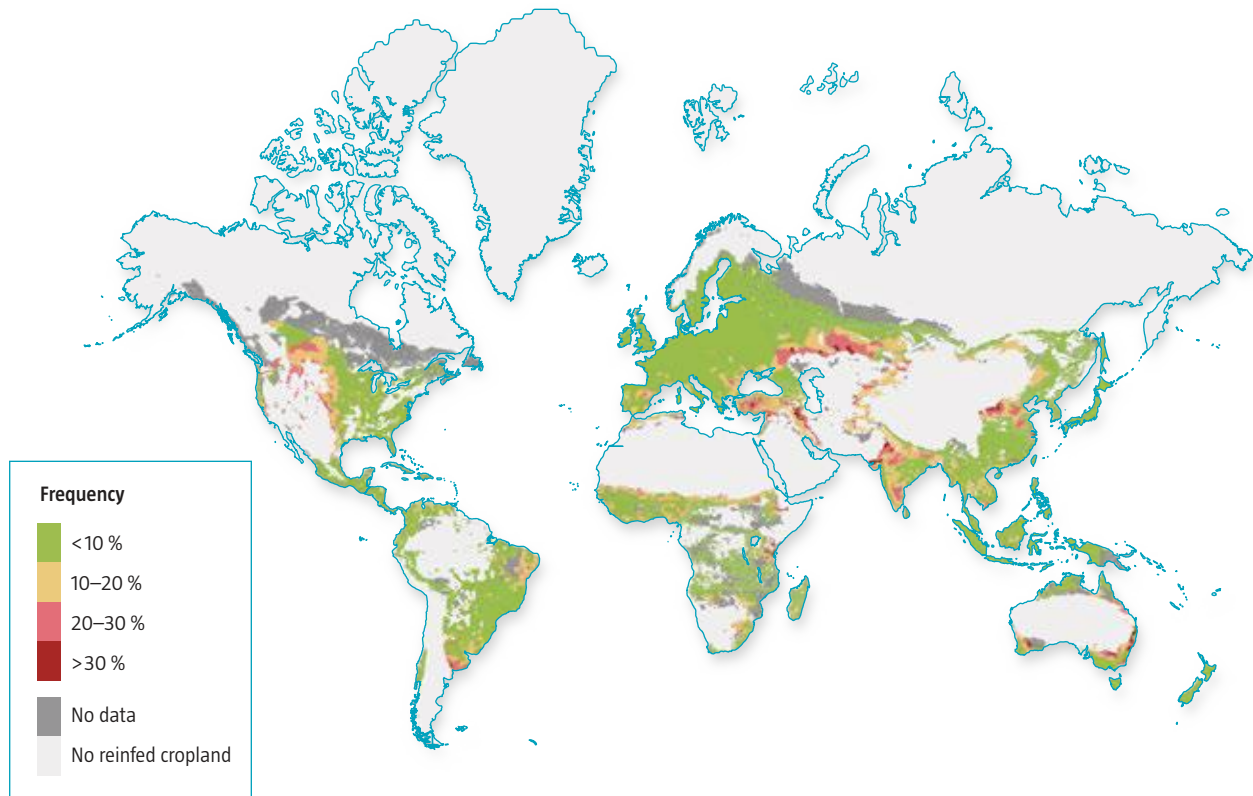 Frequency
<10 %
10–20 %
20–30 %
>30 %
No data
No reinfed cropland